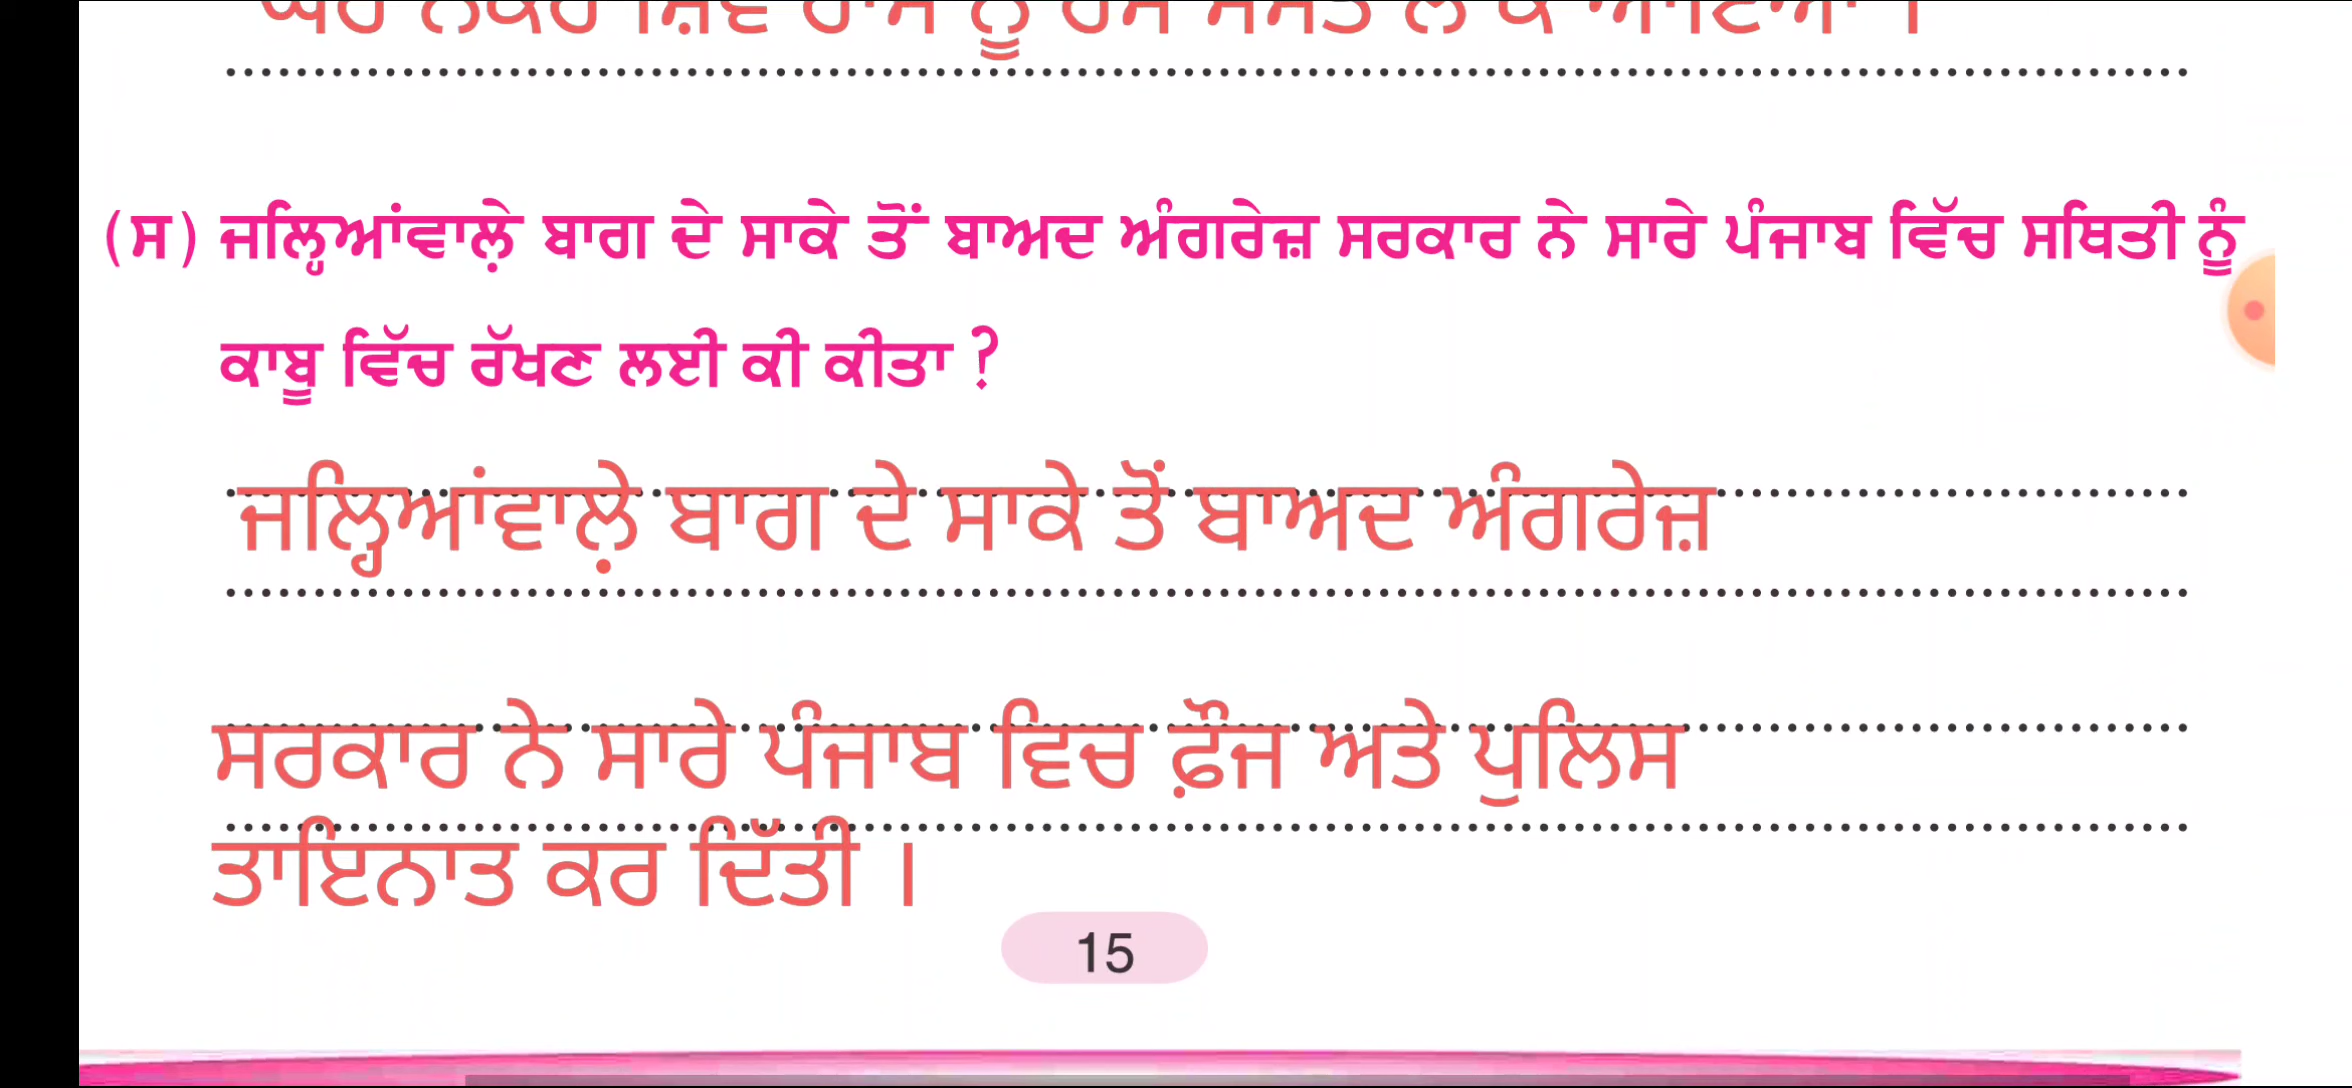 (ਸ) ਜਲ੍ਹਿਆਂਵਾਲ਼ੇ ਬਾਗ ਦੇ ਸਾਕੇ ਤੋਂ ਬਾਅਦ ਅੰਗਰੇਜ਼ ਸਰਕਾਰ ਨੇ ਸਾਰੇ ਪੰਜਾਬ ਵਿੱਚ ਸਥਿਤੀ ਨੂੰ
ਕਾਬੂ ਵਿੱਚ ਰੱਖਣ ਲਈ ਕੀ ਕੀਤਾ ?
ਜਲ੍ਹਿਆਂਵਾਲ਼ੇ ਬਾਗ ਦੇ ਸਾਕੇ ਤੋਂ ਬਾਅਦ ਅੰਗਰੇਜ਼
ਸਰਕਾਰ ਨੇ ਸਾਰੇ ਪੰਜਾਬ ਵਿਚ ਫ਼ੌਜ ਅਤੇ ਪੁਲਿਸ
ਤਾਇਨਾਤ ਕਰ ਦਿੱਤੀ ।
15